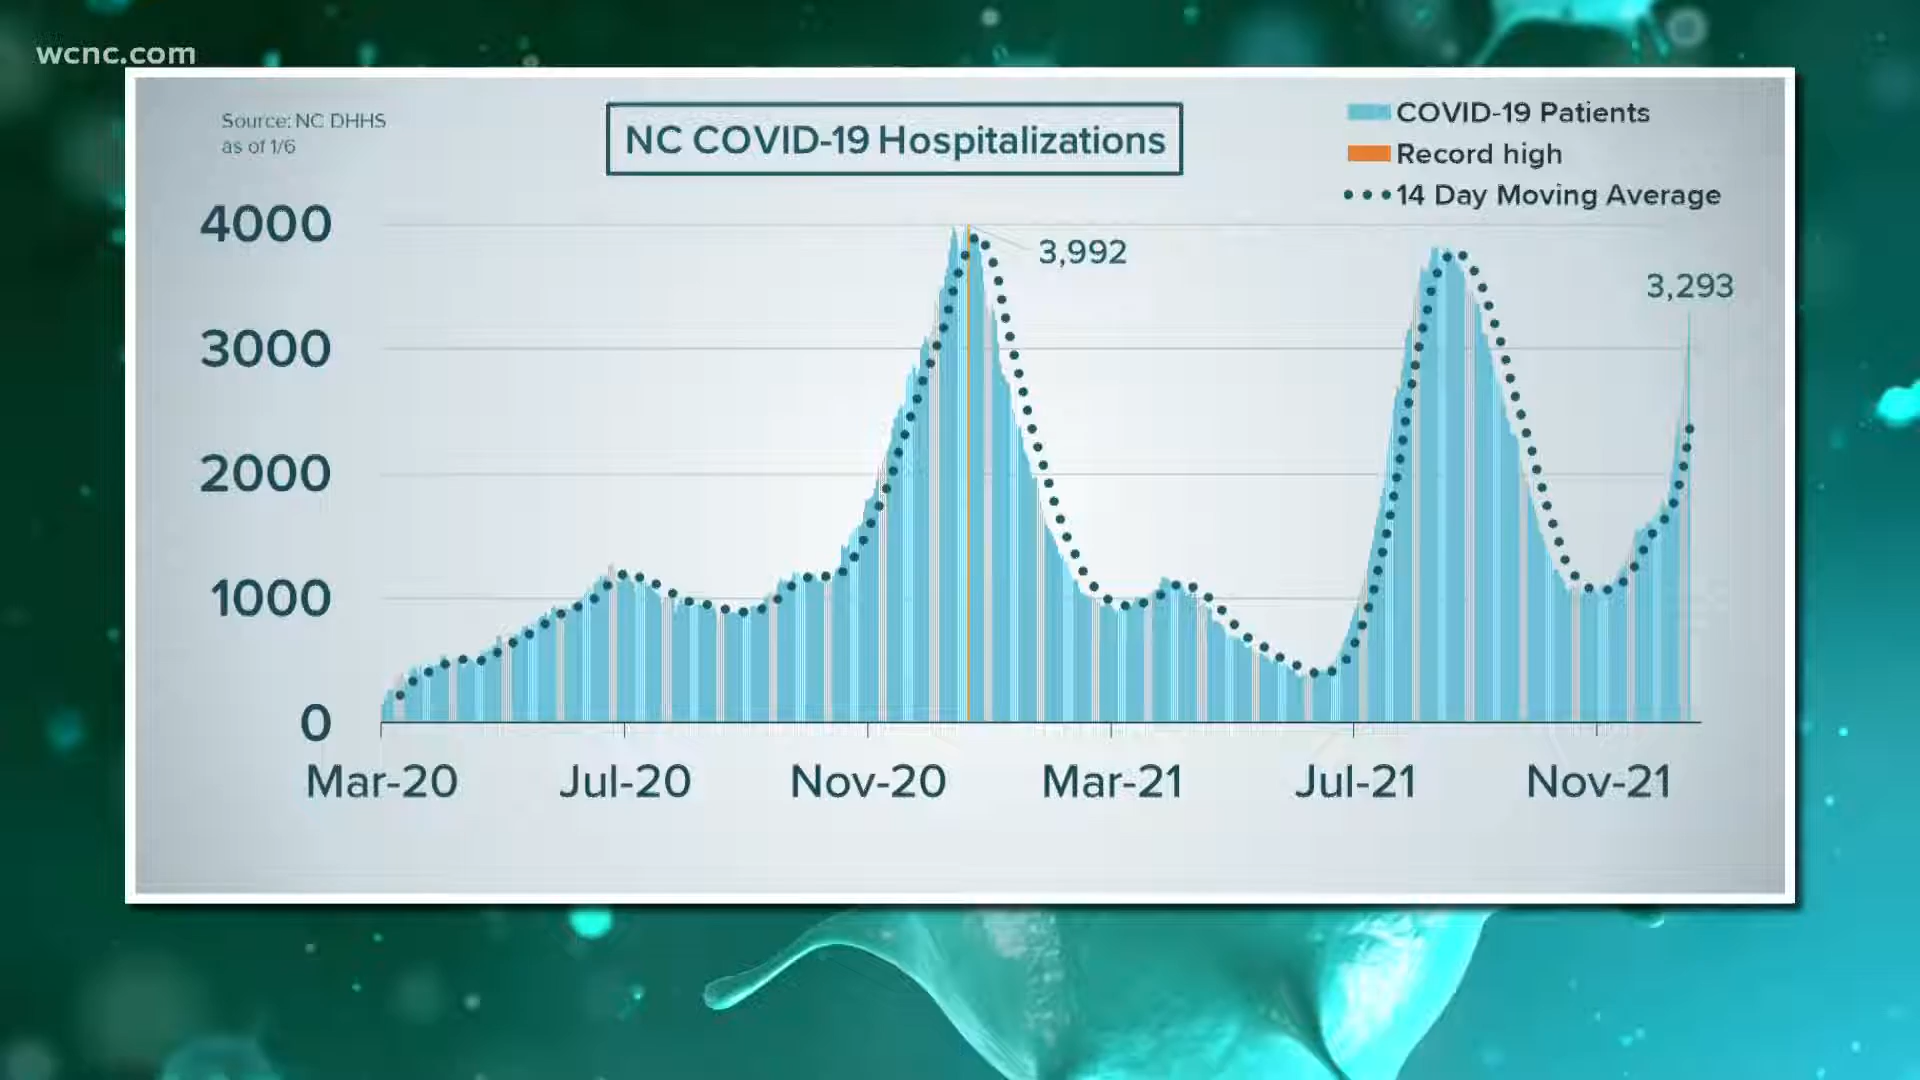 wcnc.com
Source: NC DHHS
as of 1/6
NC COVID-19 Hospitalizations
COVID-19 Patients
Record high
14 Day Moving Average
4000
3000
2000
1000
0
3,992
3,293
Mar-20
Jul-20
Nov-20
Mar-21
Jul-21
Nov-21